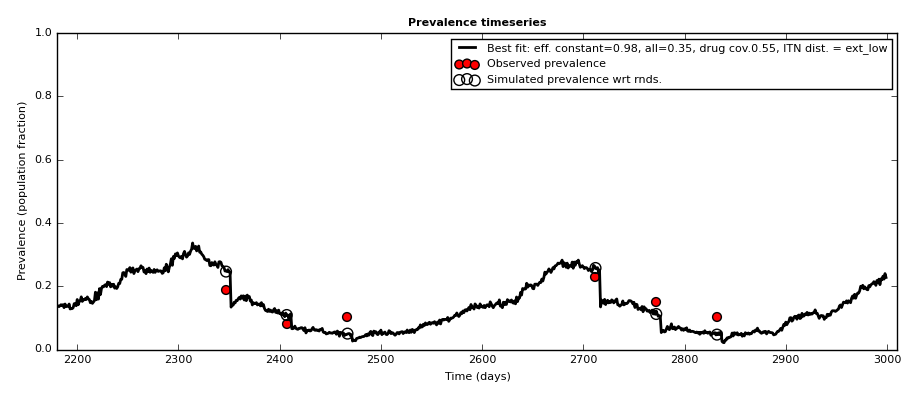 Prevalence timeseries
1.0
0.8
0.6
0.4
0.2
0.0
Prevalence (population fraction)
Best fit: eff. constant=0.98, all=0.35, drug cov.0.55, ITN dist. = ext_low
Observed prevalence
Simulated prevalence wrt rnds.
2200 2300 2400 2500 2600 2700 2800 2900 3000
Time (days)